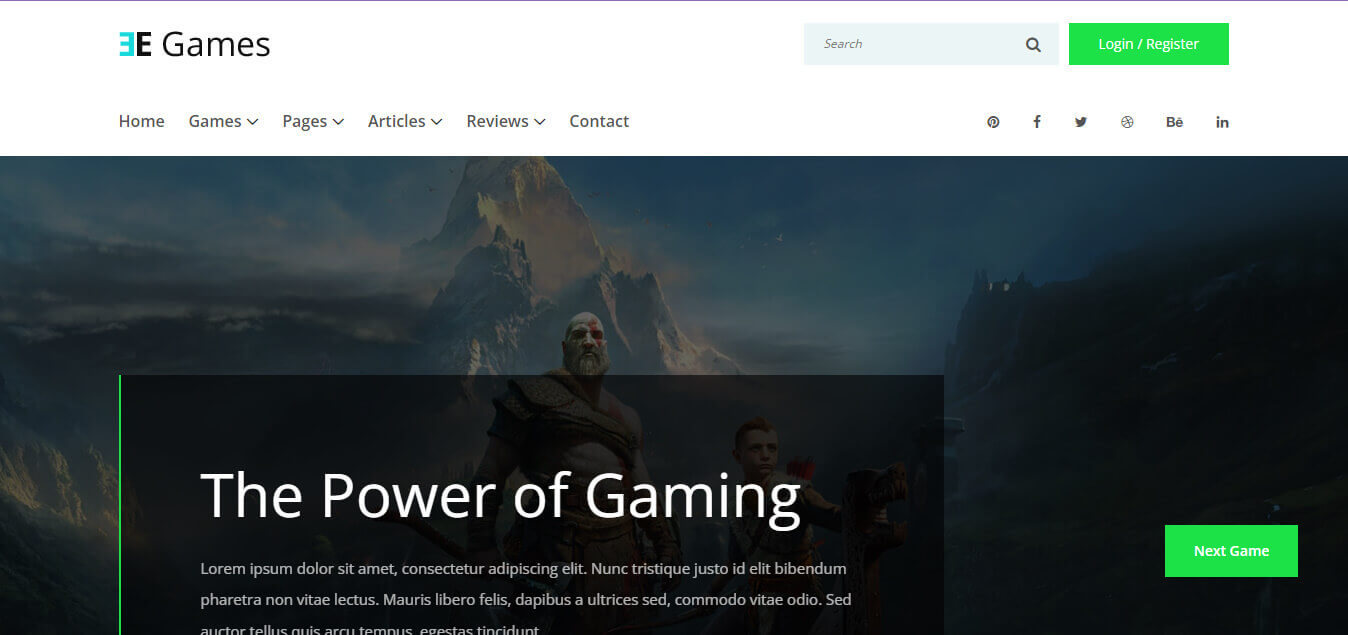 ƎE Games
Search
Login / Register
Home Games Pages Articles Reviews Contact
Bē in
The Power of Gaming
Lorem ipsum dolor sit amet, consectetur adipiscing elit. Nunc tristique justo id elit bibendum
pharetra non vitae lectus. Mauris libero felis, dapibus a ultrices sed, commodo vitae odio. Sed
auctor tellus quis arcu tempus, egestas tincidunt
Next Game